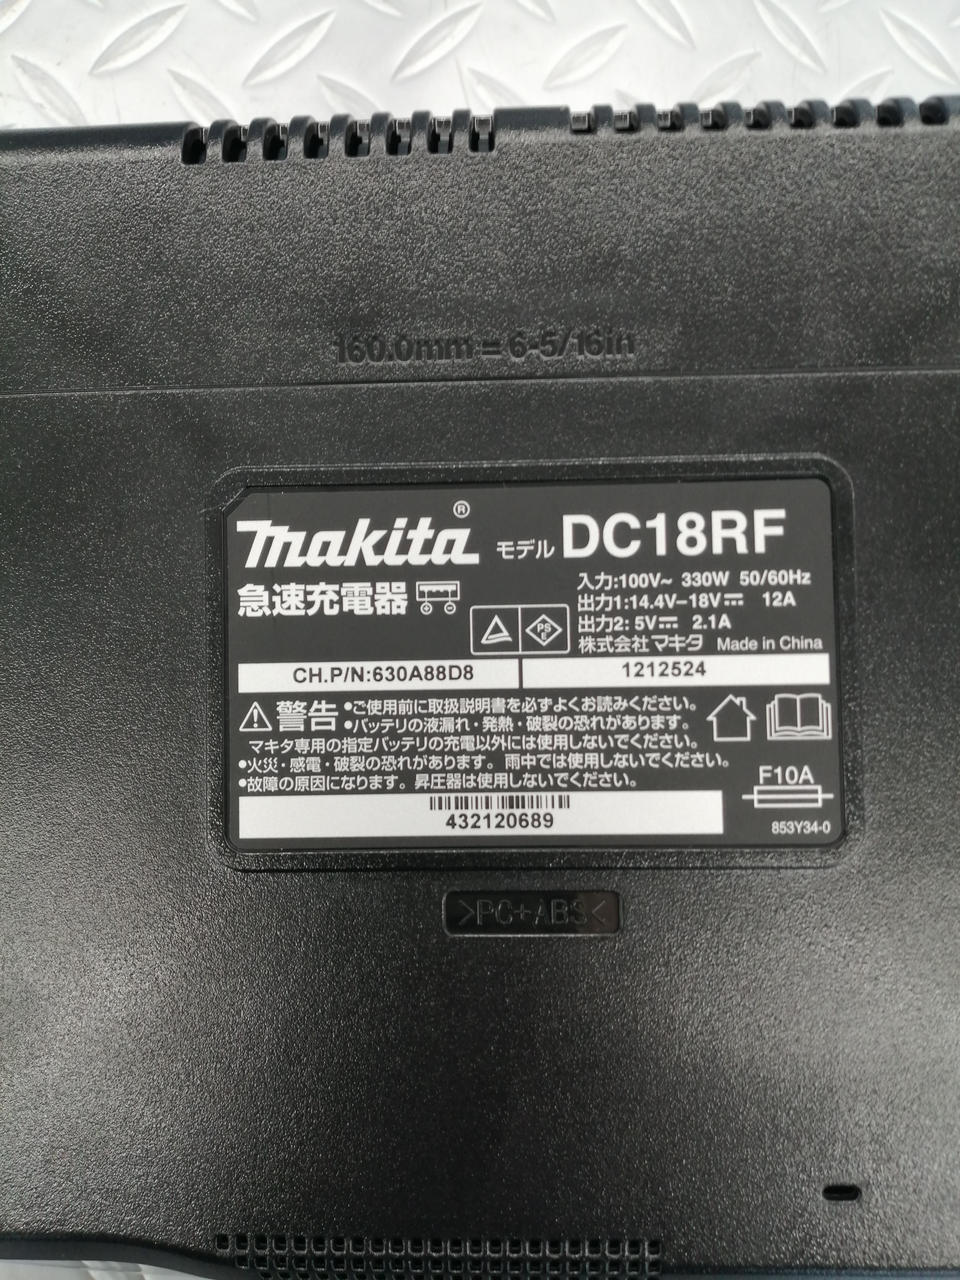 160.0mm = 6-5/16in
makita® モデル DC18RF
急速充電器
入力:100V~ 330W 50/60Hz
出力1:14.4V-18V⎓ 12A
出力2: 5V⎓ 2.1A
PS
E
株式会社 マキタ Made in China
CH.P/N:630A88D8
1212524
警告
•ご使用前に取扱説明書を必ずよくお読みください。
•バッテリの液漏れ・発熱・破裂の恐れがあります。
マキタ専用の指定バッテリの充電以外には使用しないでください。
•火災・感電・破裂の恐れがあります。雨中では使用しないでください。
•故障の原因になります。昇圧器は使用しないでください。
F10A
432120689
853Y34-0
>PC+ABS<